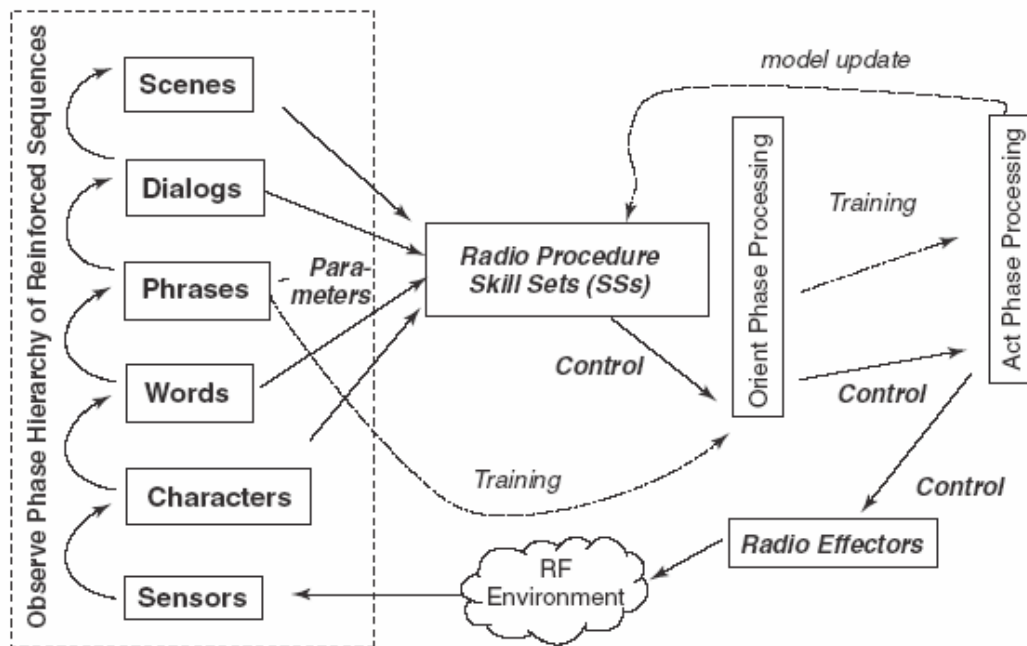 Observe Phase Hierarchy of Reinforced Sequences
Scenes
Dialogs
Phrases
Words
Characters
Sensors
Para-
meters
Radio Procedure
Skill Sets (SSs)
model update
Orient Phase Processing
Training
Act Phase Processing
Control
Control
Training
Control
Radio Effectors
RF
Environment